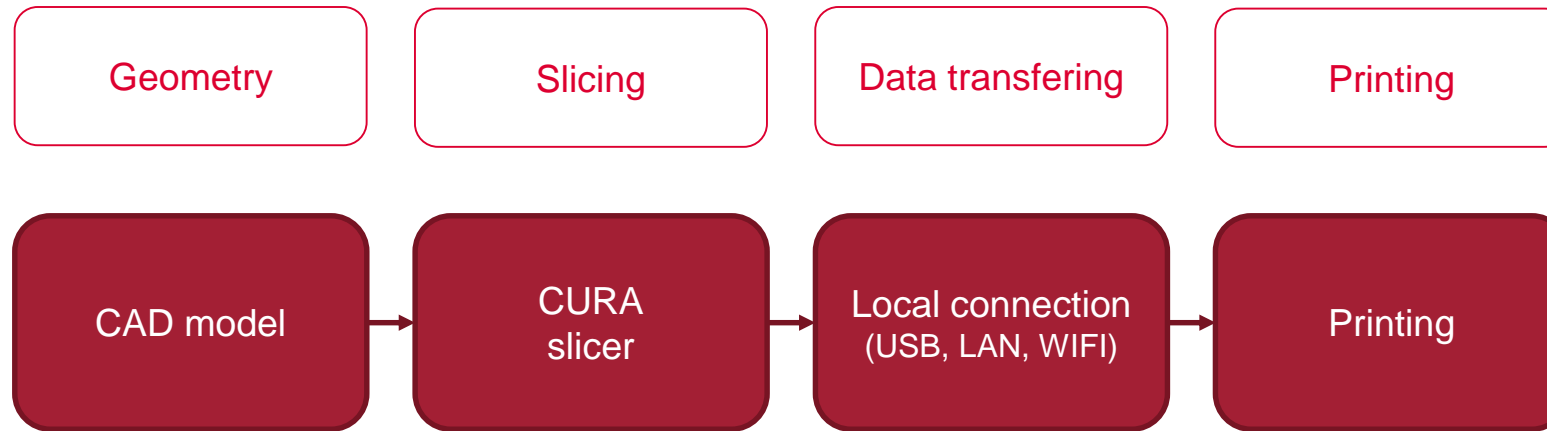 Geometry
Slicing
Data transfering
Printing
CAD model
CURA
slicer
Local connection
(USB, LAN, WIFI)
Printing